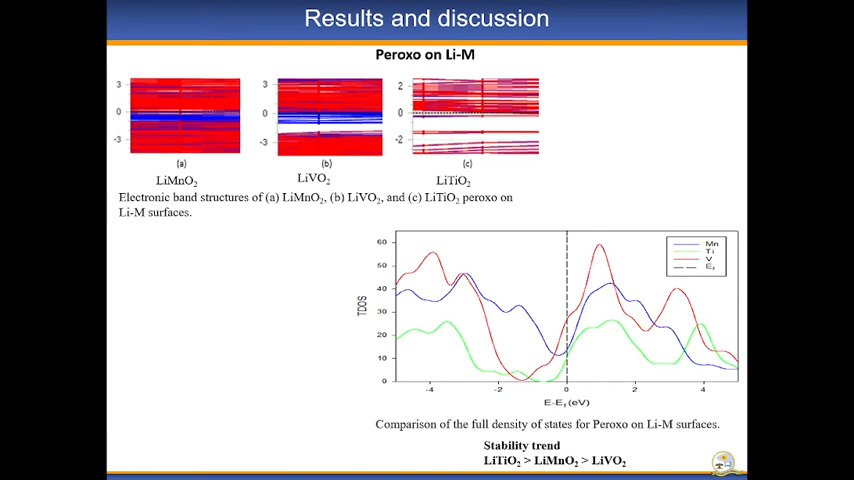 Results and discussion
Peroxo on Li-M
3
0
-3
(a)
LiMnO₂
3
0
-3
(b)
LiVO₂
2
0
-2
(c)
LiTiO₂
Electronic band structures of (a) LiMnO₂, (b) LiVO₂, and (c) LiTiO₂ peroxo on
Li-M surfaces.
TDOS
60
50
40
30
20
10
0
-4 -2 0 2 4
E-E_f (eV)
Mn
Ti
V
E_f
Comparison of the full density of states for Peroxo on Li-M surfaces.
Stability trend
LiTiO₂ > LiMnO₂ > LiVO₂